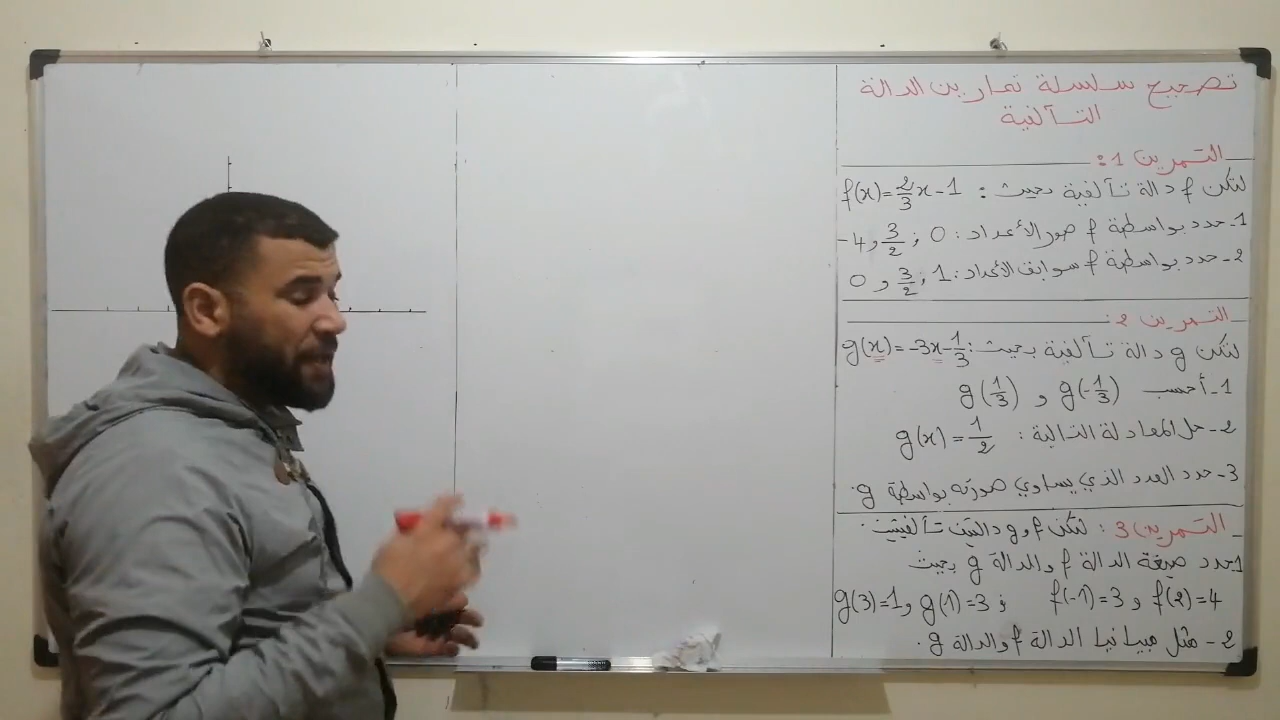 تصحيح سلسلة تمارين الدالة
التآلفية
التمرين 1:
لتكن f دالة تآلفية بحيث: f(x)=2/3x-1
1- حدد بواسطة f صور الأعداد: 0 ; 3/2 و -4
2- حدد بواسطة f سوابق الأعداد: 1 ; 3/2 و 0
التمرين 2:
لتكن g دالة تآلفية بحيث: g(x)=-3x-1/3
1- أحسب g(-1/3) و g(1/3)
2- حل المعادلة التالية: g(x)=1/2
3- حدد العدد الذي يساوي صورته بواسطة g.
التمرين 3: لتكن f و g دالتين تآلفيتين.
1- حدد صيغة الدالة f والدالة g بحيث
f(2)=4 و f(-1)=3 ; g(1)=3 و g(3)=1
2- مثل مبيانيا الدالة f والدالة g.